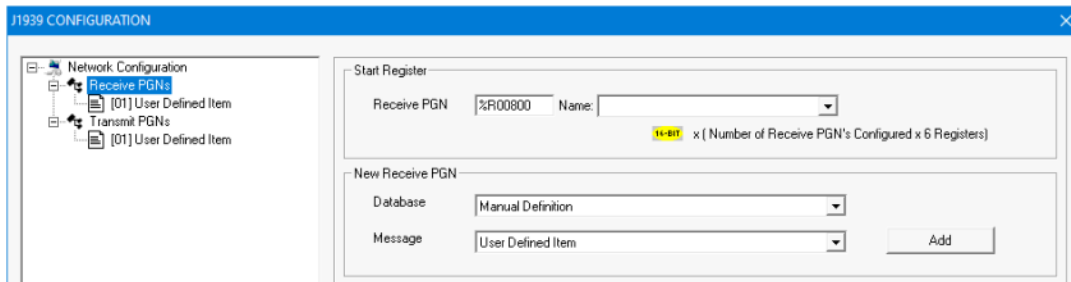 J1939 CONFIGURATION
Network Configuration
Receive PGNs
[01] User Defined Item
Transmit PGNs
[01] User Defined Item
Start Register
Receive PGN %R00800 Name:
16-BIT x ( Number of Receive PGN's Configured x 6 Registers)
New Receive PGN
Database Manual Definition
Message User Defined Item Add